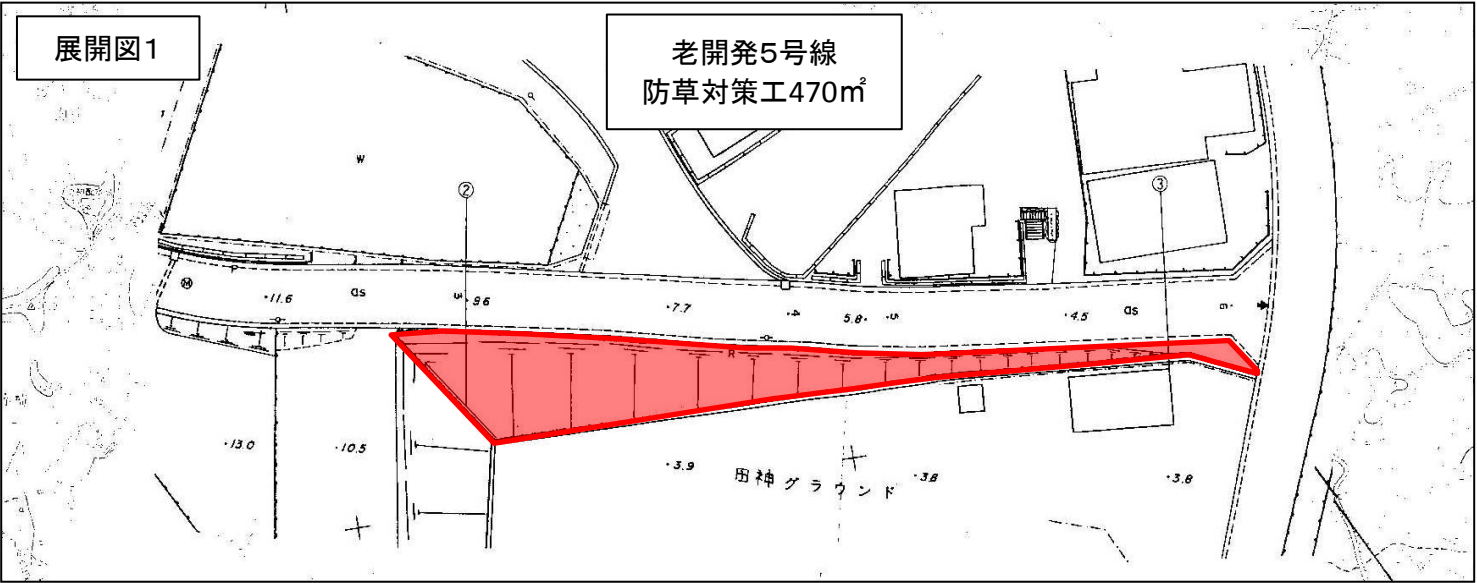 展開図1
老開発5号線
防草対策工470㎡
W
②
③
M
・11.6
as
・9.6
・7.7
5.8・
・4.5
as
R
・13.0
・10.5
・3.9
・3.8
・3.8
田神グラウンド